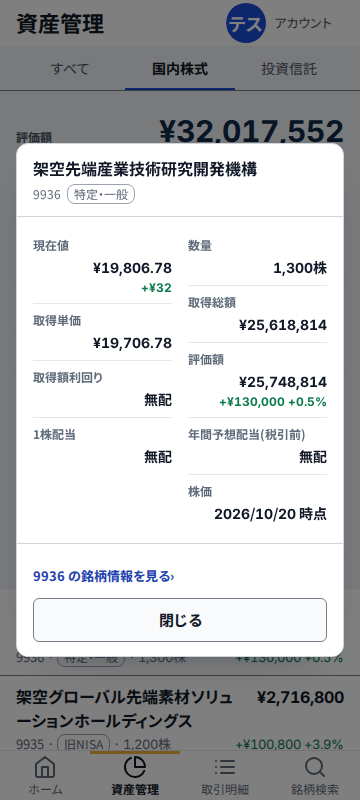 資産管理
テス アカウント
すべて 国内株式 投資信託
評価額 ¥32,017,552
架空先端産業技術研究開発機構
9936 特定・一般
現在値
¥19,806.78
+¥32
取得単価
¥19,706.78
取得額利回り
無配
1株配当
無配
数量
1,300株
取得総額
¥25,618,814
評価額
¥25,748,814
+¥130,000 +0.5%
年間予想配当(税引前)
無配
株価
2026/10/20 時点
9936 の銘柄情報を見る›
閉じる
9936 · 特定・一般 · 1,300株 +¥130,000 +0.5%
架空グローバル先端素材ソリュ ¥2,716,800
ーションホールディングス
9935 · 旧NISA · 1,200株 +¥100,800 +3.9%
ホーム 資産管理 取引明細 銘柄検索